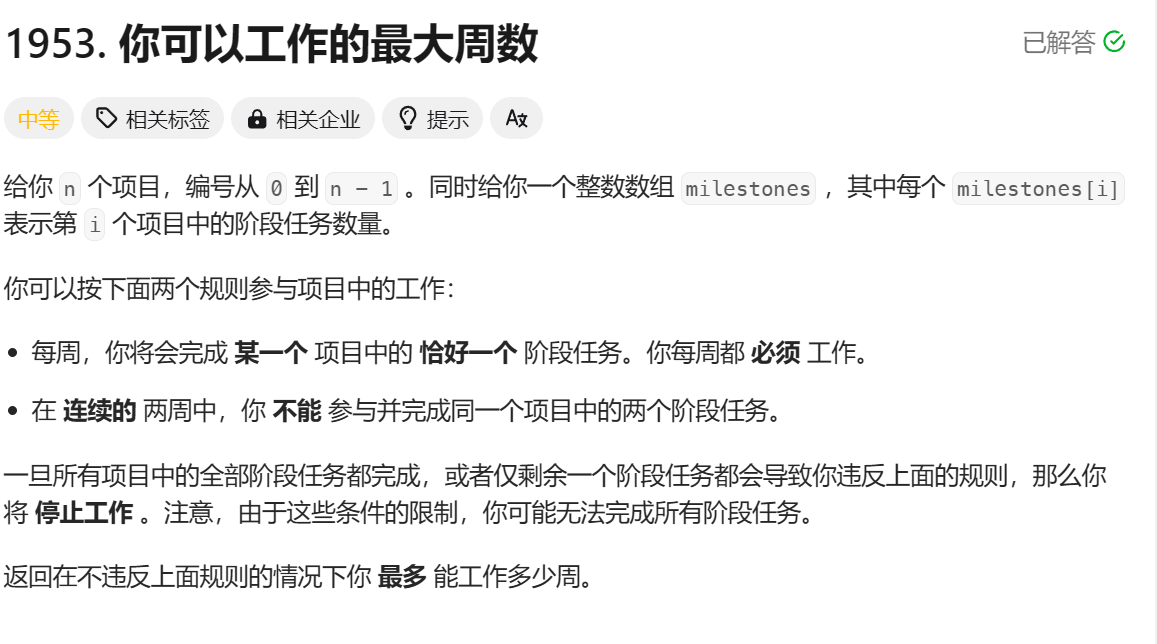 1953. 你可以工作的最大周数 已解答
中等 相关标签 相关企业 提示 Ax
给你 n 个项目，编号从 0 到 n - 1 。同时给你一个整数数组 milestones ，其中每个 milestones[i]
表示第 i 个项目中的阶段任务数量。
你可以按下面两个规则参与项目中的工作：
• 每周，你将会完成 某一个 项目中的 恰好一个 阶段任务。你每周都 必须 工作。
• 在 连续的 两周中，你 不能 参与并完成同一个项目中的两个阶段任务。
一旦所有项目中的全部阶段任务都完成，或者仅剩余一个阶段任务都会导致你违反上面的规则，那么你
将 停止工作 。注意，由于这些条件的限制，你可能无法完成所有阶段任务。
返回在不违反上面规则的情况下你 最多 能工作多少周。